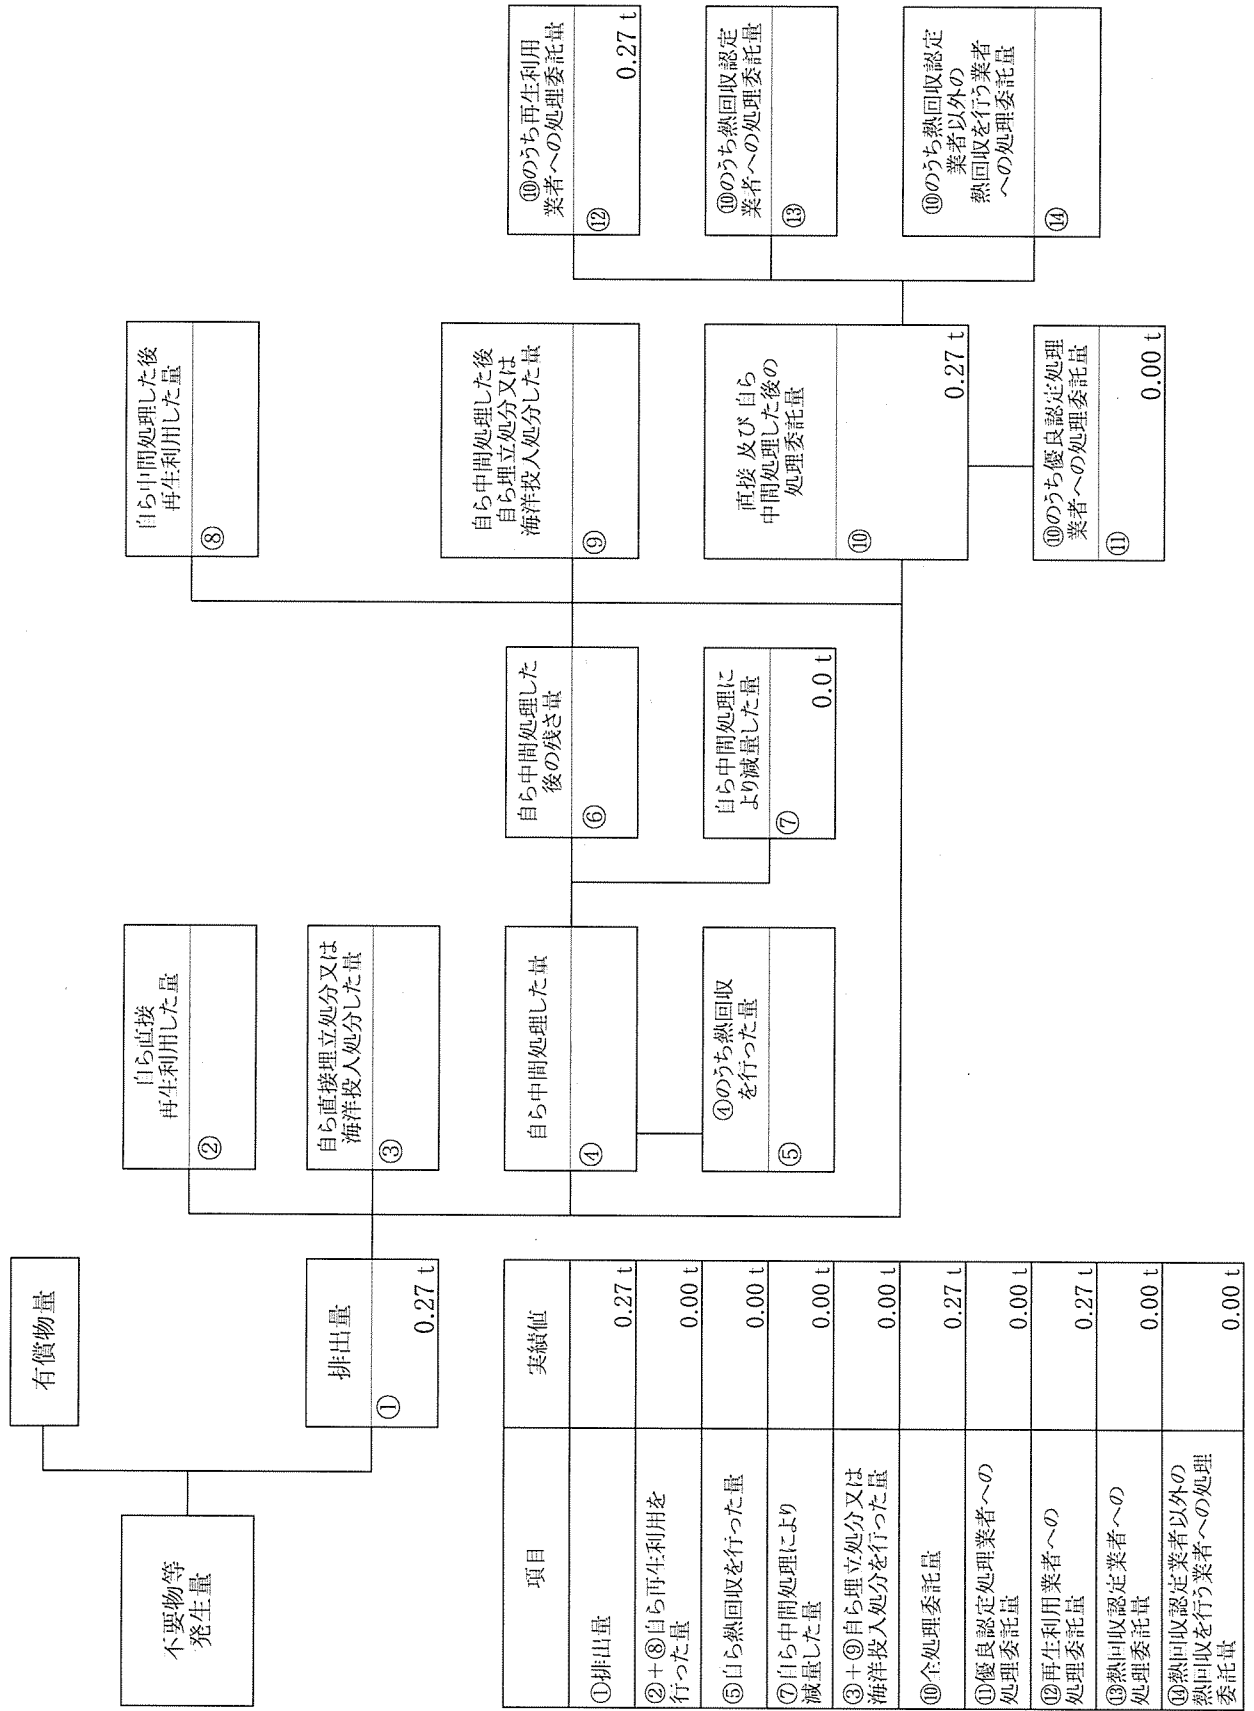 不要物等
発生量
有償物量
排出量
①
0.27 t
自ら直接
再生利用した量
②
自ら直接埋立処分又は
海洋投入処分した量
③
自ら中間処理した量
④
④のうち熱回収
を行った量
⑤
自ら中間処理した
後の残さ量
⑥
自ら中間処理に
より減量した量
⑦
0.0 t
自ら中間処理した後
再生利用した量
⑧
自ら中間処理した後
自ら埋立処分又は
海洋投入処分した量
⑨
直接 及び 自ら
中間処理した後の
処理委託量
⑩
0.27 t
⑩のうち優良認定処理
業者への処理委託量
⑪
0.00 t
⑩のうち再生利用
業者への処理委託量
⑫
0.27 t
⑩のうち熱回収認定
業者への処理委託量
⑬
⑩のうち熱回収認定
業者以外の
熱回収を行う業者
への処理委託量
⑭
項目 実績値
①排出量 0.27 t
②+⑧自ら再生利用を
行った量 0.00 t
⑤自ら熱回収を行った量 0.00 t
⑦自ら中間処理により
減量した量 0.00 t
③+⑨自ら埋立処分又は
海洋投入処分を行った量 0.00 t
⑩全処理委託量 0.27 t
⑪優良認定処理業者への
処理委託量 0.00 t
⑫再生利用業者への
処理委託量 0.27 t
⑬熱回収認定業者への
処理委託量 0.00 t
⑭熱回収認定業者以外の
熱回収を行う業者への処理
委託量 0.00 t